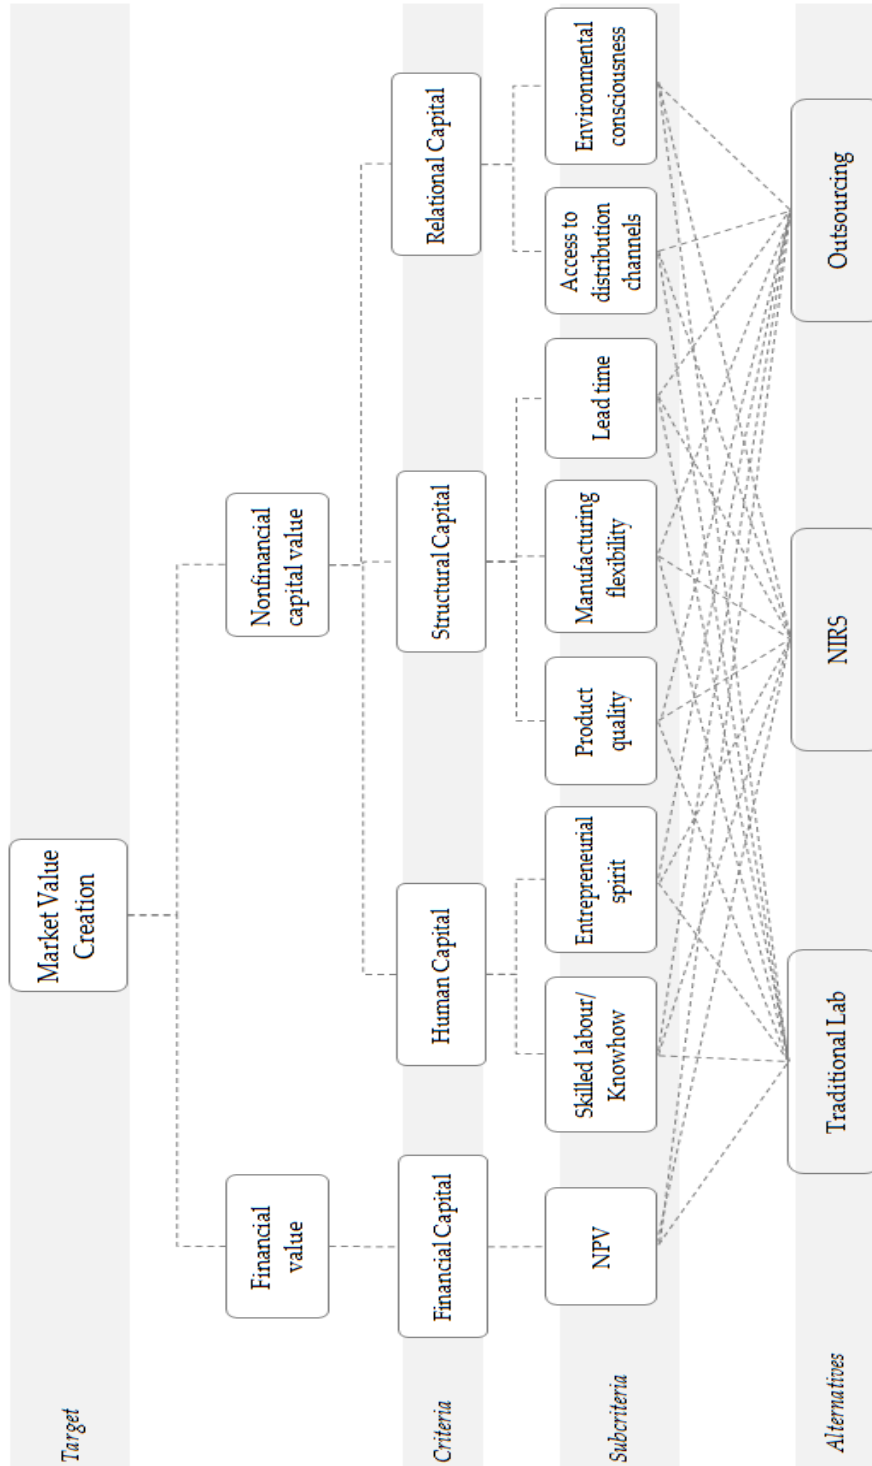 Target
Market Value
Creation
Financial
value
Nonfinancial
capital value
Criteria
Financial Capital
Human Capital
Structural Capital
Relational Capital
Subcriteria
NPV
Skilled labour/
Knowhow
Entrepreneurial
spirit
Product
quality
Manufacturing
flexibility
Lead time
Access to
distribution
channels
Environmental
consciousness
Alternatives
Traditional Lab
NIRS
Outsourcing